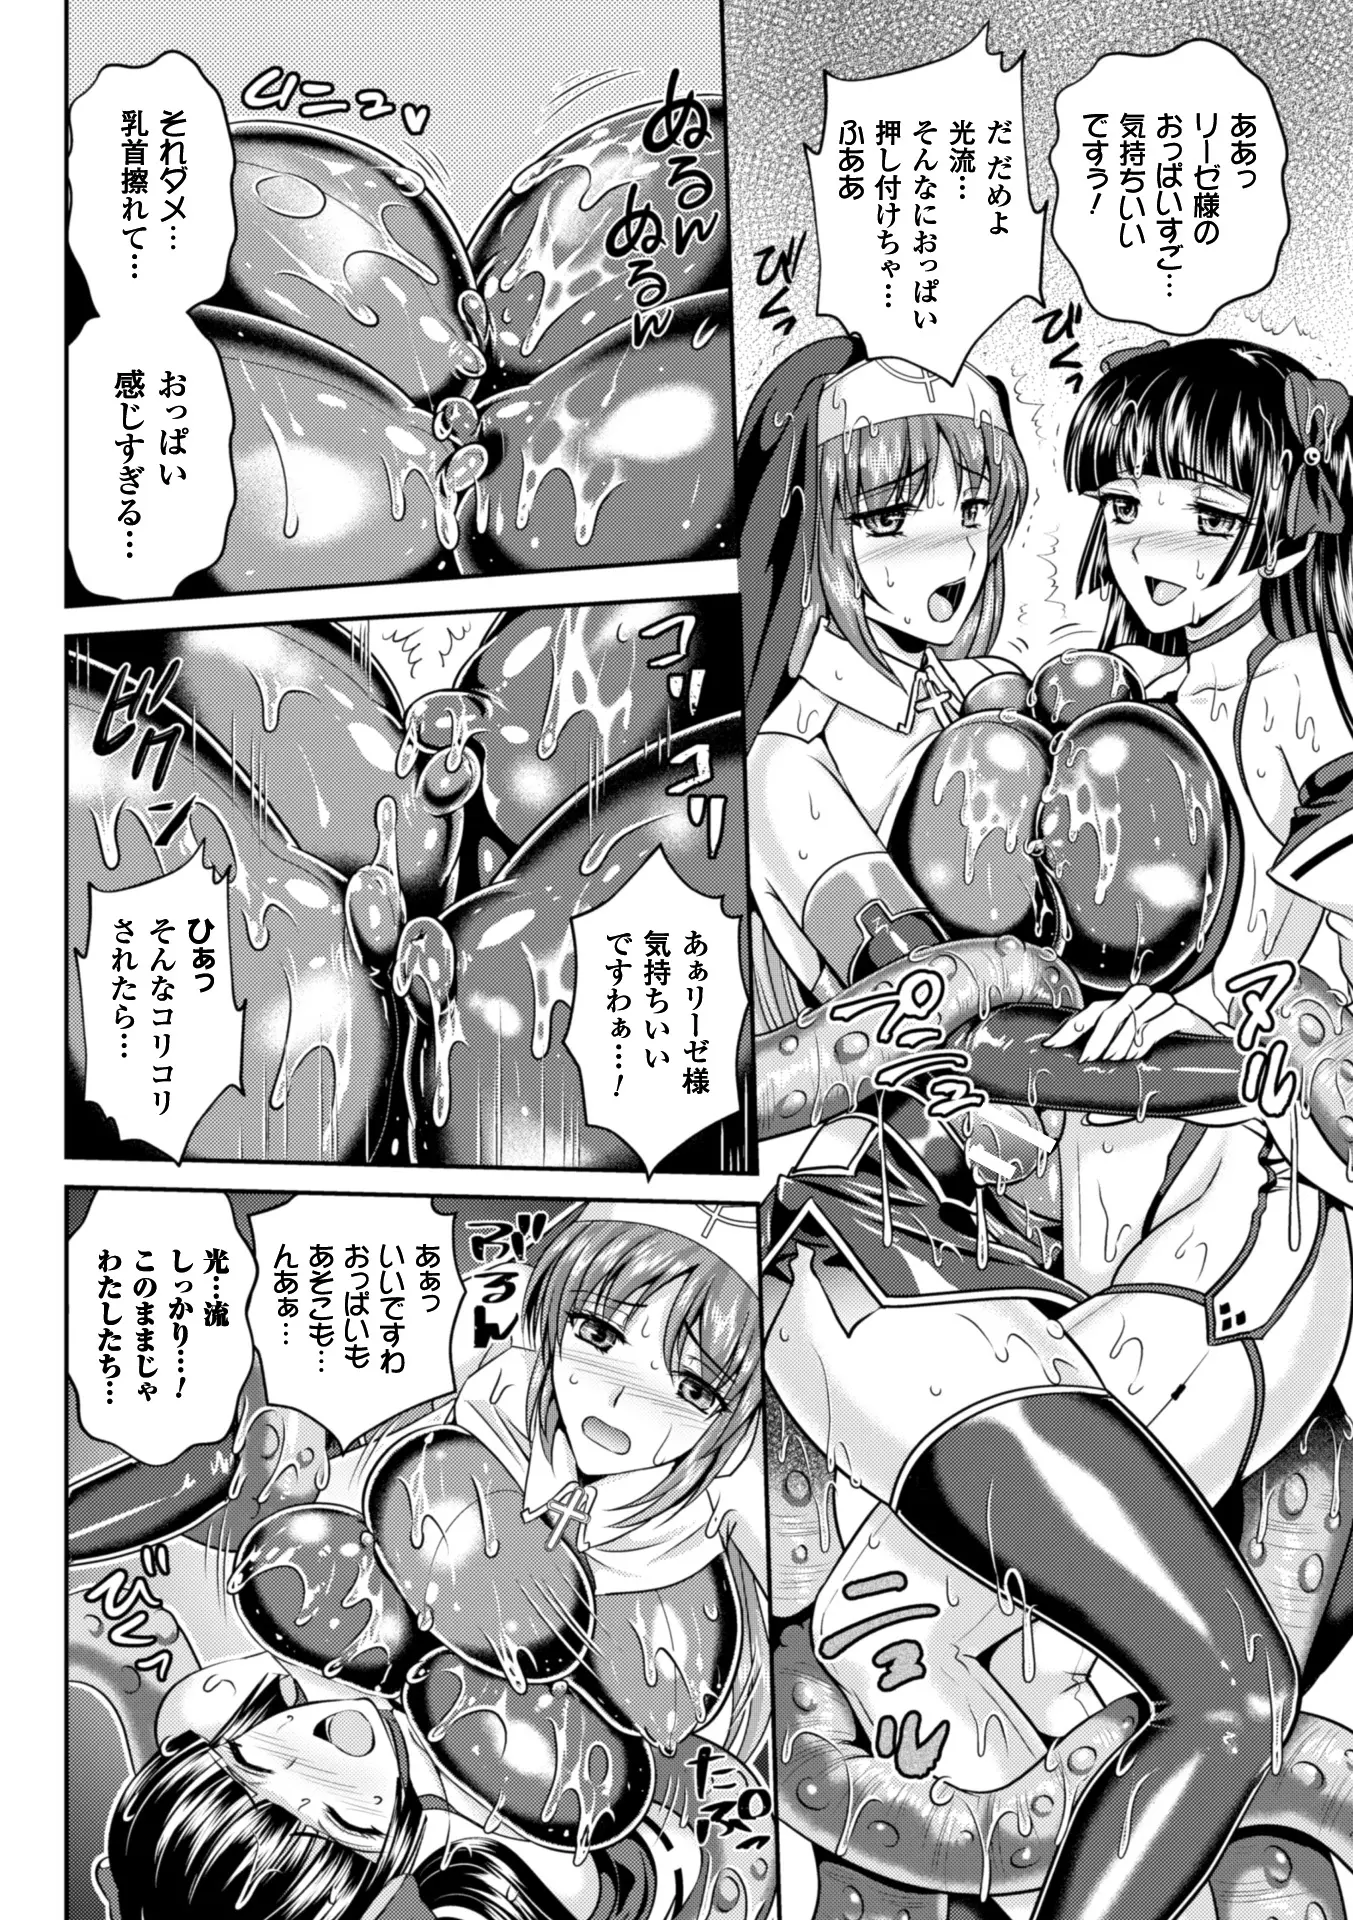 ああっ
リーゼ様の
おっぱいすご…
気持ちいい
ですぅ!
だ だめよ
光流…
そんなにおっぱい
押し付けちゃ…
ふああ
びくっ
びくっ
プニュ
ヌルッ
ニュル
ムニュ♥
ぬるん
ぬるん
それダメ…
乳首擦れて…
おっぱい
感じすぎる…
コリ
コリ
ビクン
あぁリーゼ様
気持ちいい
ですわぁ…!
ひぁっ
そんなコリコリ
されたら…
ぶるん
ああっ
いいですわ
おっぱいも
あそこも…
んあぁ…
光…流
しっかり…!
このままじゃ
わたしたち…
びくっ
たぷっ